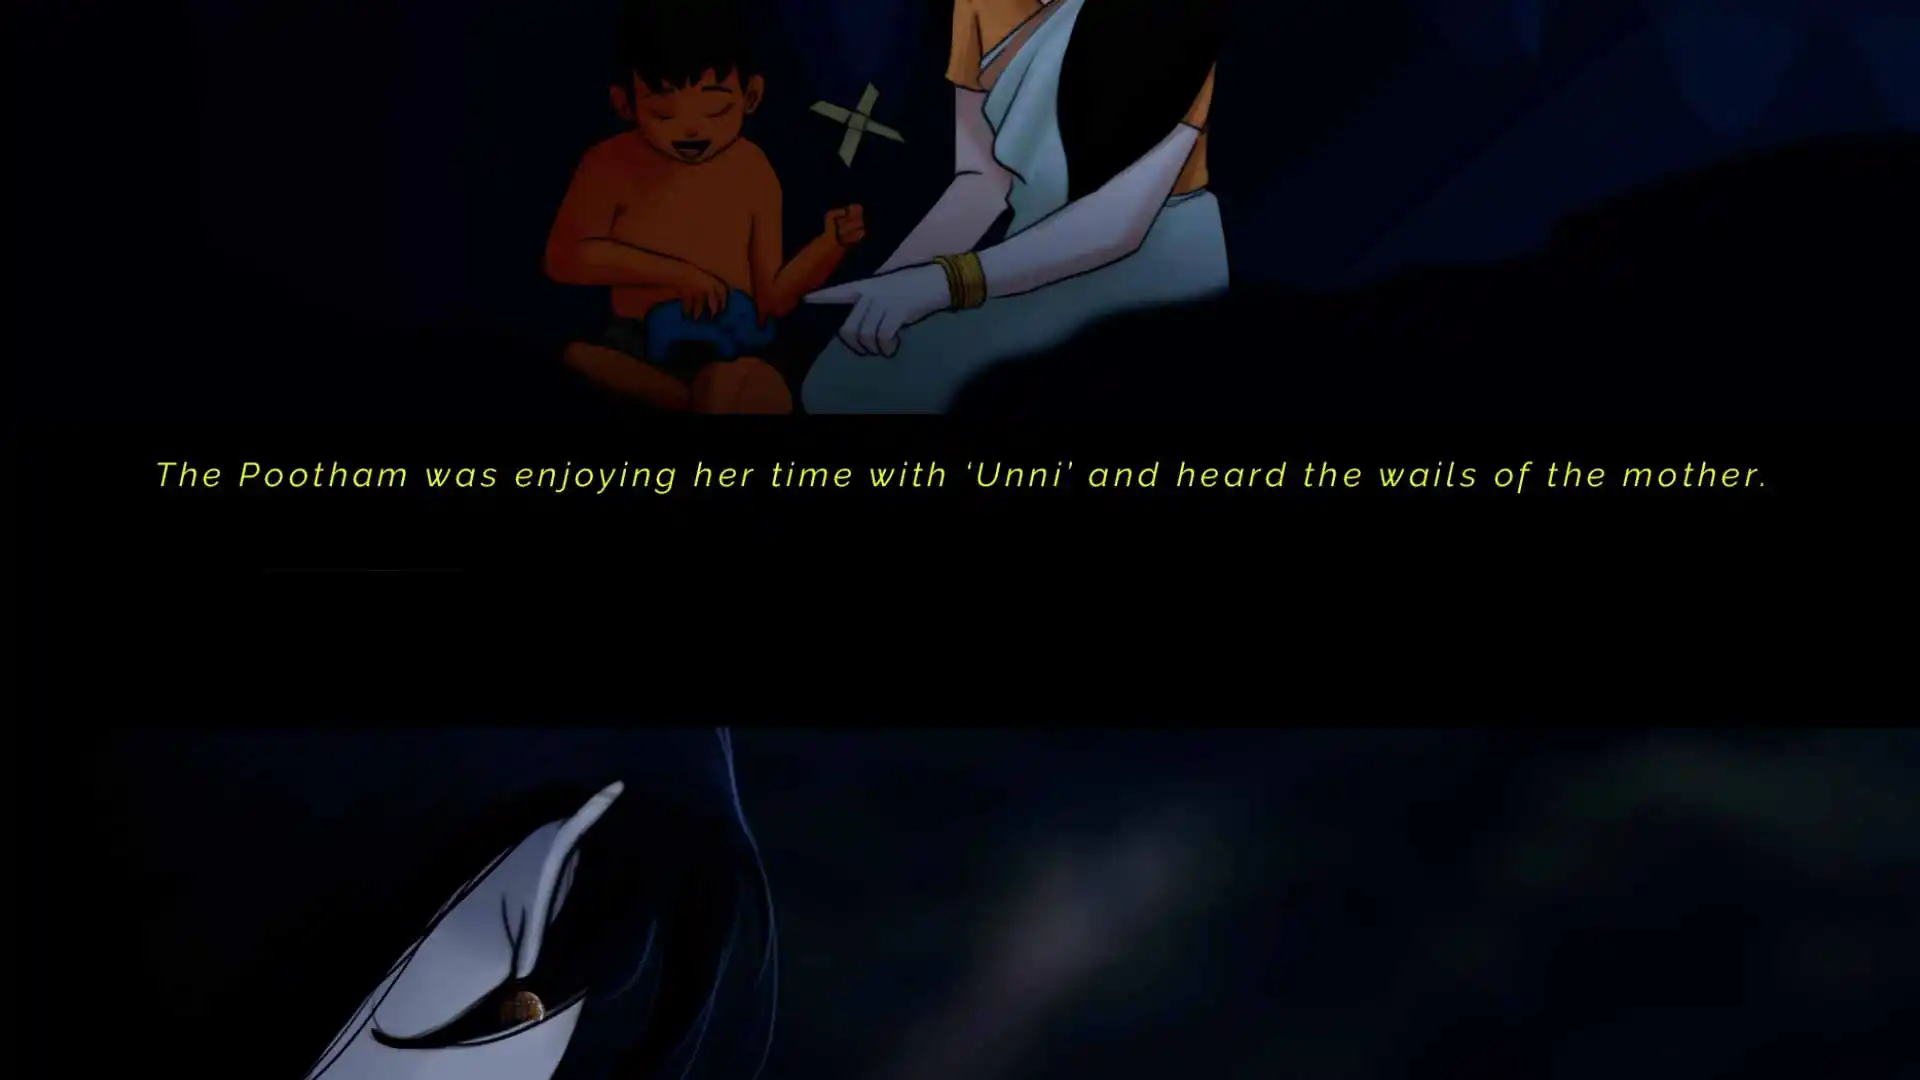 The Pootham was enjoying her time with ‘Unni’ and heard the wails of the mother.